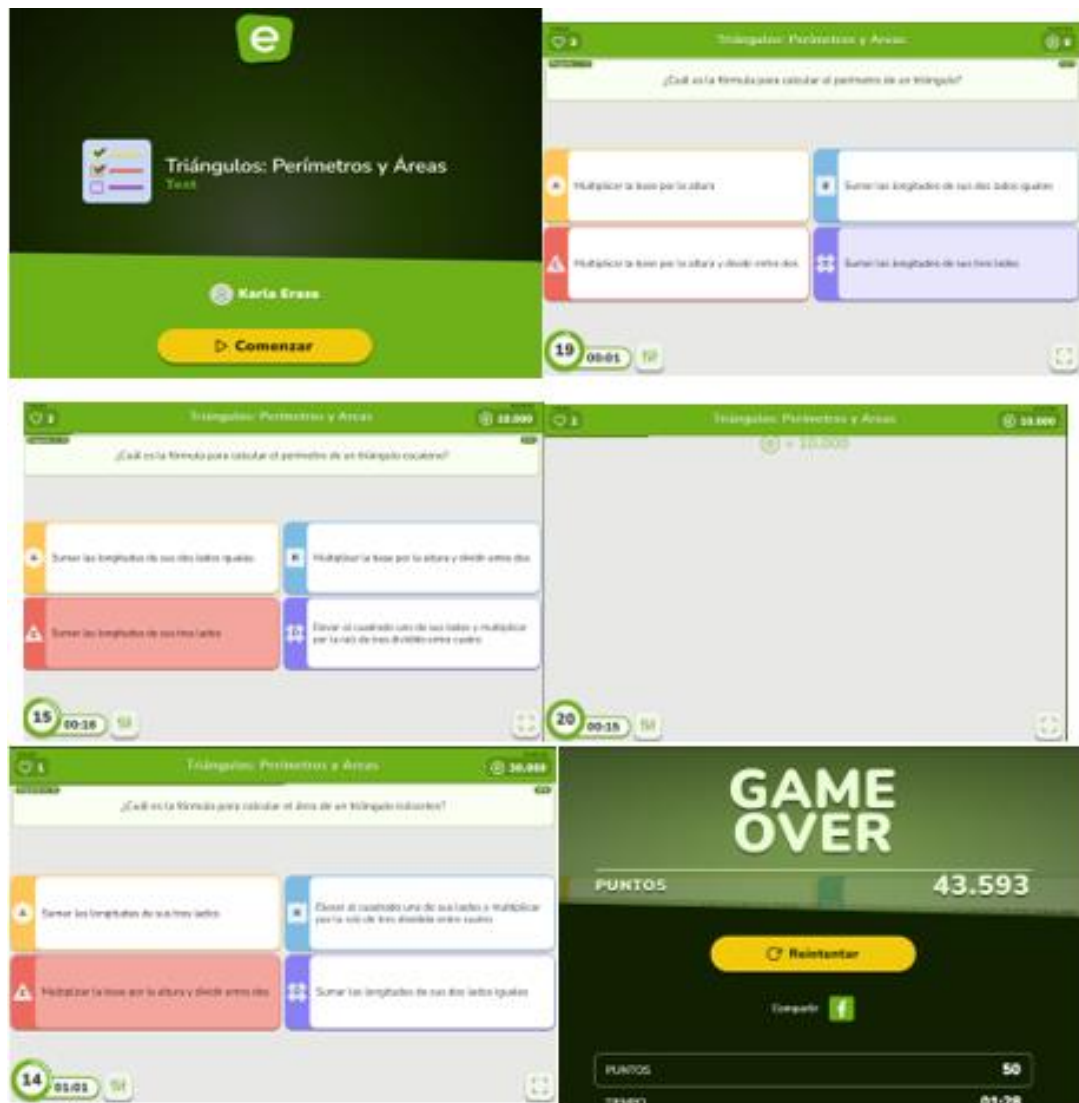 e
Triángulos: Perímetros y Áreas
Test
Karla Eraso
Comenzar
Triángulos: Perímetros y Áreas
¿Cuál es la fórmula para calcular el perímetro de un triángulo?
Multiplicar la base por la altura
Sumar las longitudes de sus dos lados iguales
Multiplicar la base por la altura y dividir entre dos
Sumar las longitudes de sus tres lados
19
00:01
Triángulos: Perímetros y Áreas
10.000
¿Cuál es la fórmula para calcular el perímetro de un triángulo escaleno?
Sumar las longitudes de sus dos lados iguales
Multiplicar la base por la altura y dividir entre dos
Sumar las longitudes de sus tres lados
Elevar al cuadrado uno de sus lados y multiplicar
por la raíz de tres dividido entre cuatro
15
00:16
Triángulos: Perímetros y Áreas
10.000
+ 10.000
20
00:15
1
Triángulos: Perímetros y Áreas
30.000
¿Cuál es la fórmula para calcular el área de un triángulo isósceles?
Sumar las longitudes de sus tres lados
Elevar al cuadrado uno de sus lados y multiplicar
por la raíz de tres dividido entre cuatro
Multiplicar la base por la altura y dividir entre dos
Sumar las longitudes de sus dos lados iguales
14
01:01
GAME
OVER
PUNTOS
43.593
Reintentar
Compartir
f
PUNTOS
50
TIEMPO
01:28